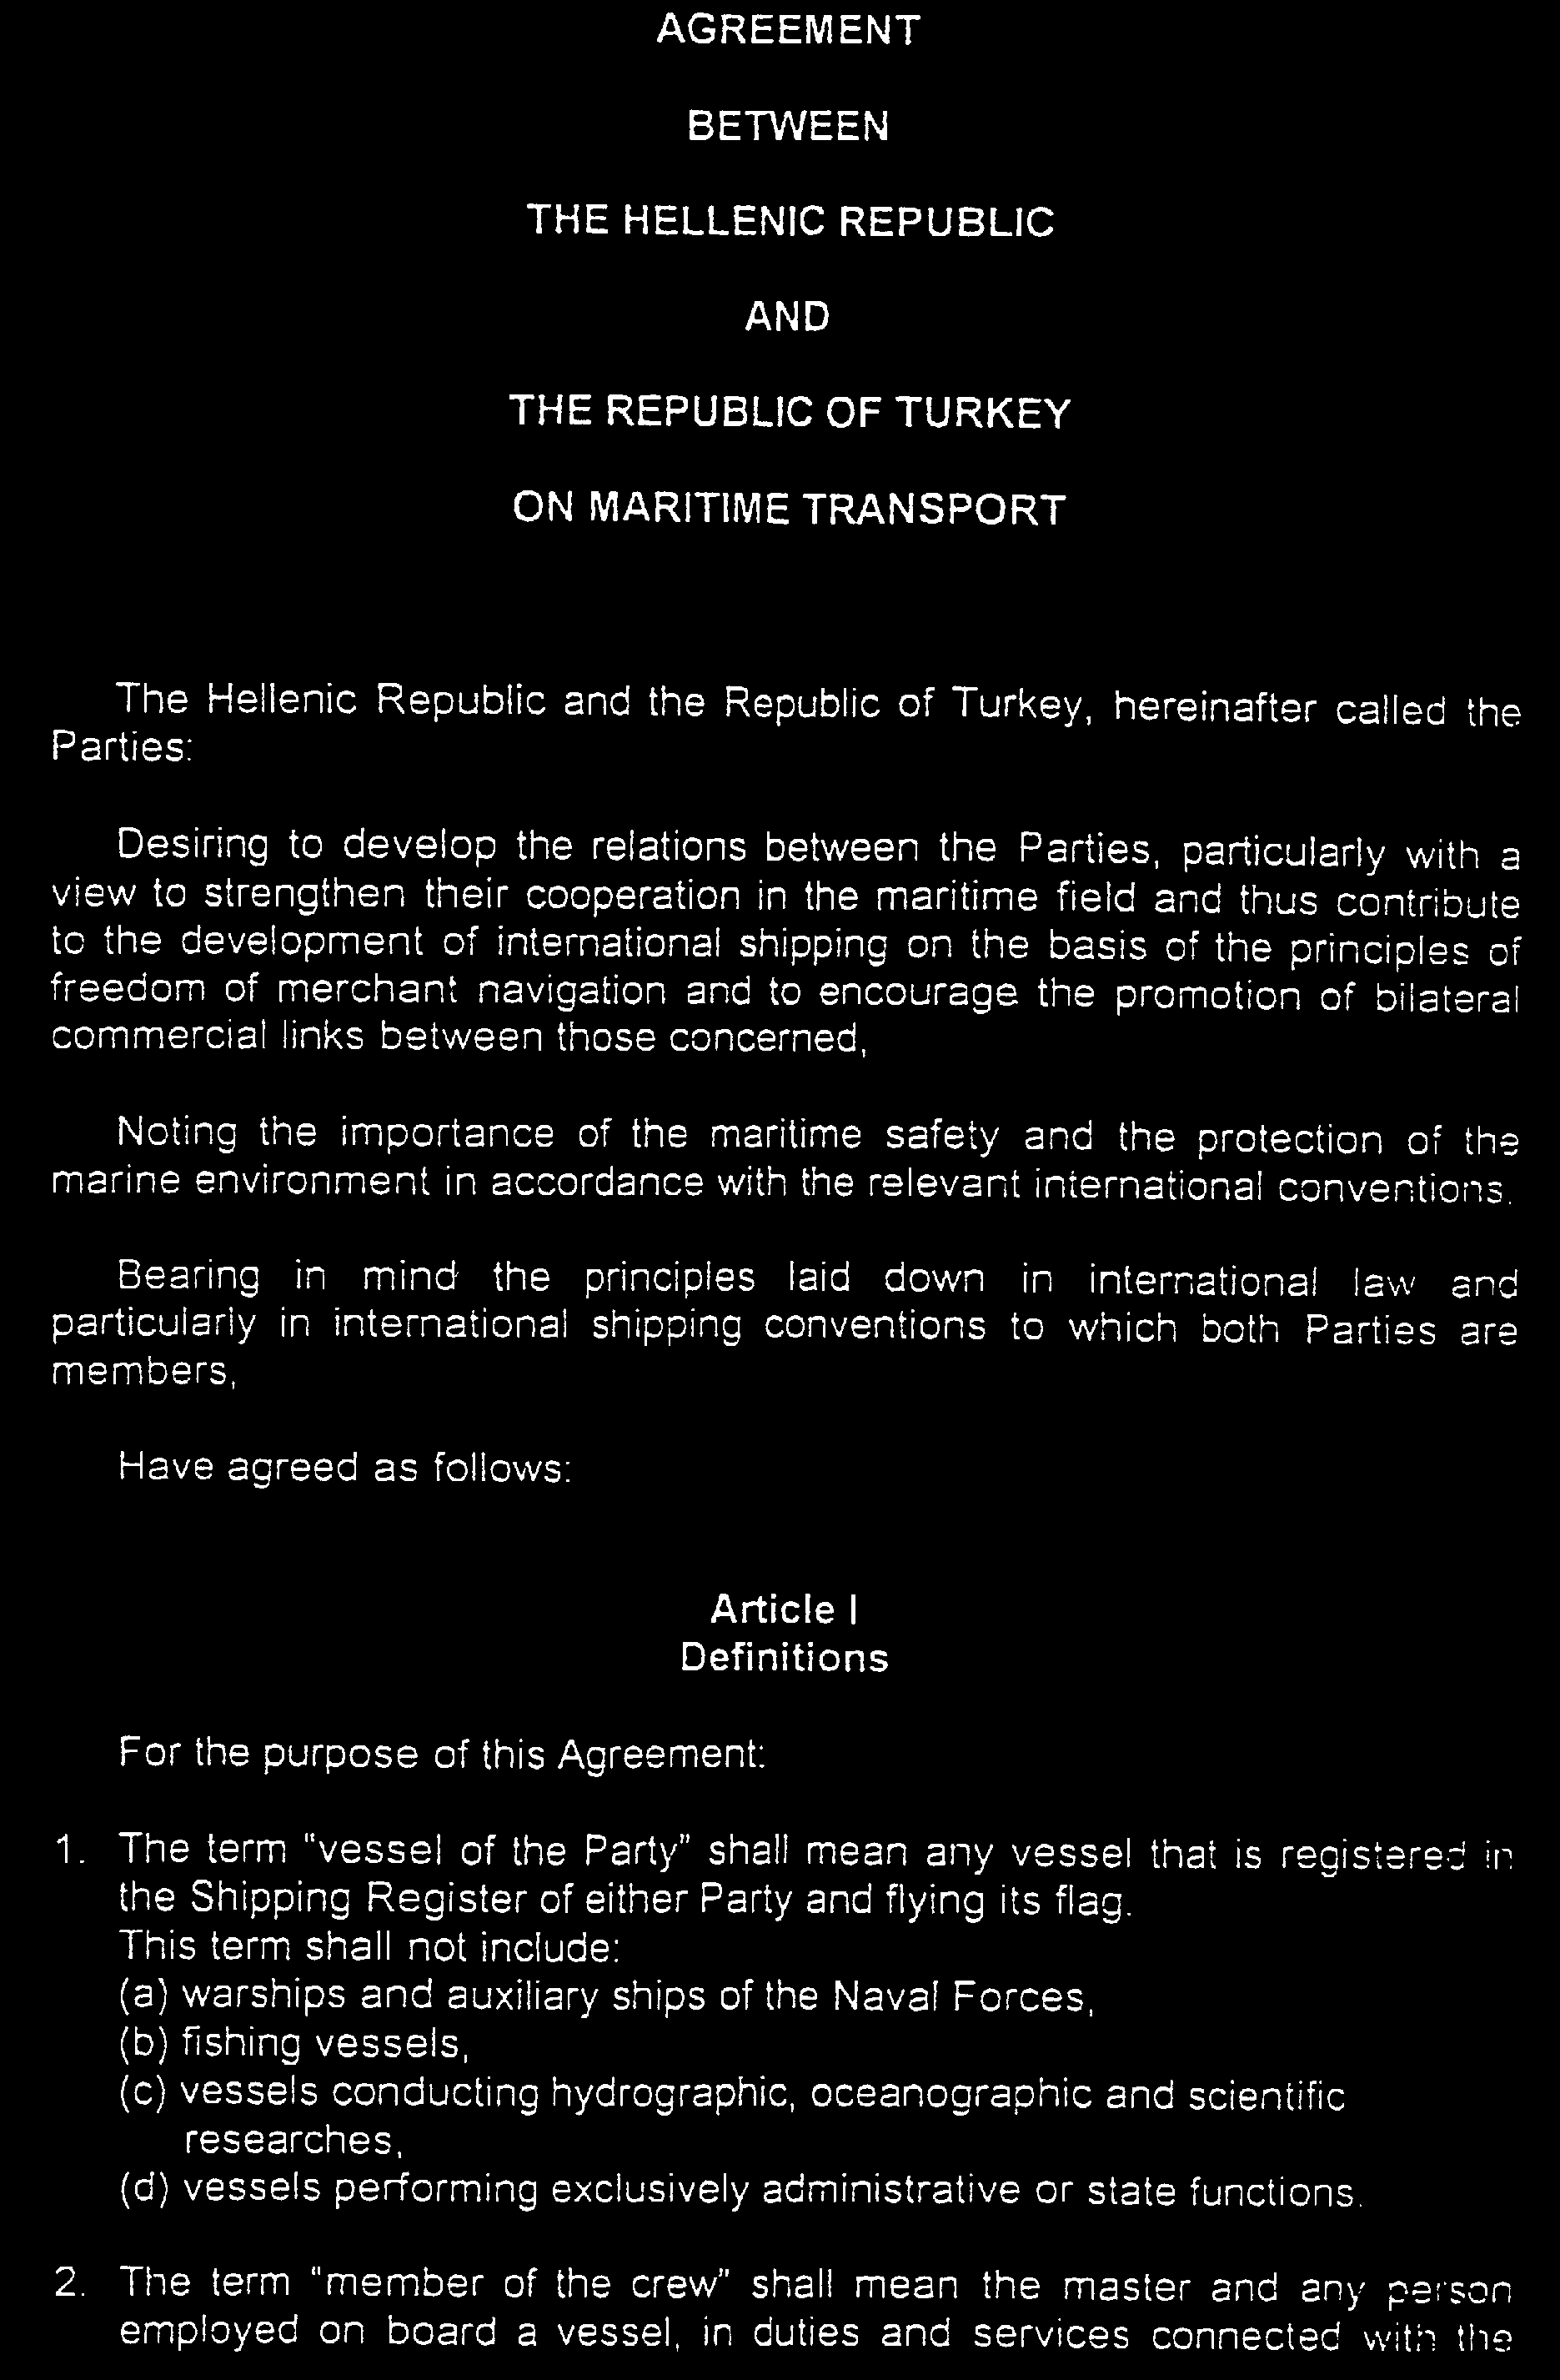 AGREEMENT
BETWEEN
THE HELLENIC REPUBLIC
AND
THE REPUBLIC OF TURKEY
ON MARITIME TRANSPORT
The Hellenic Republic and the Republic of Turkey, hereinafter called the
Parties:
Desiring to develop the relations between the Parties, particularly with a
view to strengthen their cooperation in the maritime field and thus contribute
to the development of international shipping on the basis of the principles of
freedom of merchant navigation and to encourage the promotion of bilateral
commercial links between those concerned,
Noting the importance of the maritime safety and the protection of the
marine environment in accordance with the relevant international conventions.
Bearing in mind the principles laid down in international law and
particularly in international shipping conventions to which both Parties are
members,
Have agreed as follows:
Article I
Definitions
For the purpose of this Agreement:
1. The term "vessel of the Party" shall mean any vessel that is registered in
the Shipping Register of either Party and flying its flag.
This term shall not include:
(a) warships and auxiliary ships of the Naval Forces,
(b) fishing vessels,
(c) vessels conducting hydrographic, oceanographic and scientific
researches,
(d) vessels performing exclusively administrative or state functions.
2. The term "member of the crew" shall mean the master and any person
employed on board a vessel, in duties and services connected with the